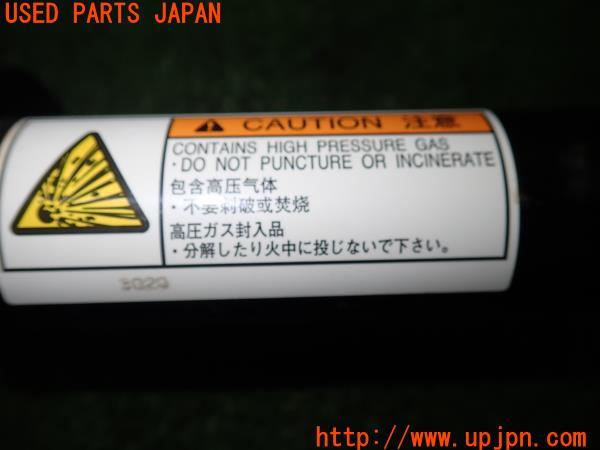 USED PARTS JAPAN
CAUTION 注意
CONTAINS HIGH PRESSURE GAS
・DO NOT PUNCTURE OR INCINERATE
包含高压气体
・不要刺破或焚烧
高圧ガス封入品
・分解したり火中に投じないで下さい。
3029
http://www.upjpn.com